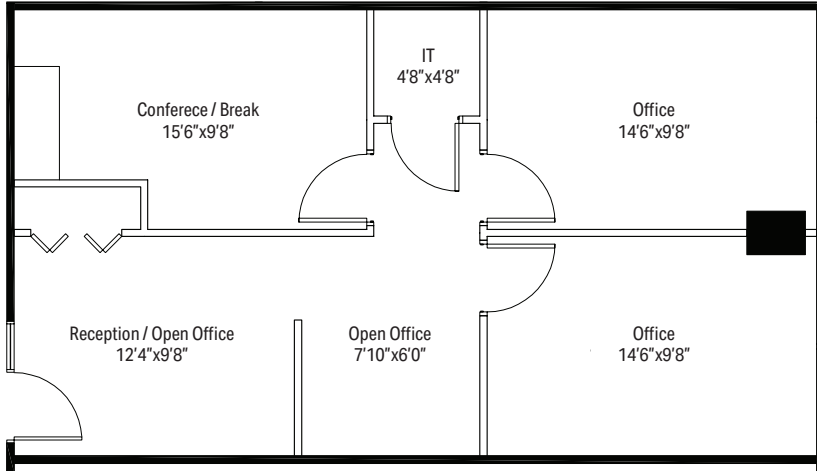 IT
4'8"x4'8"
Conferece / Break
15'6"x9'8"
Office
14'6"x9'8"
Reception / Open Office
12'4"x9'8"
Open Office
7'10"x6'0"
Office
14'6"x9'8"